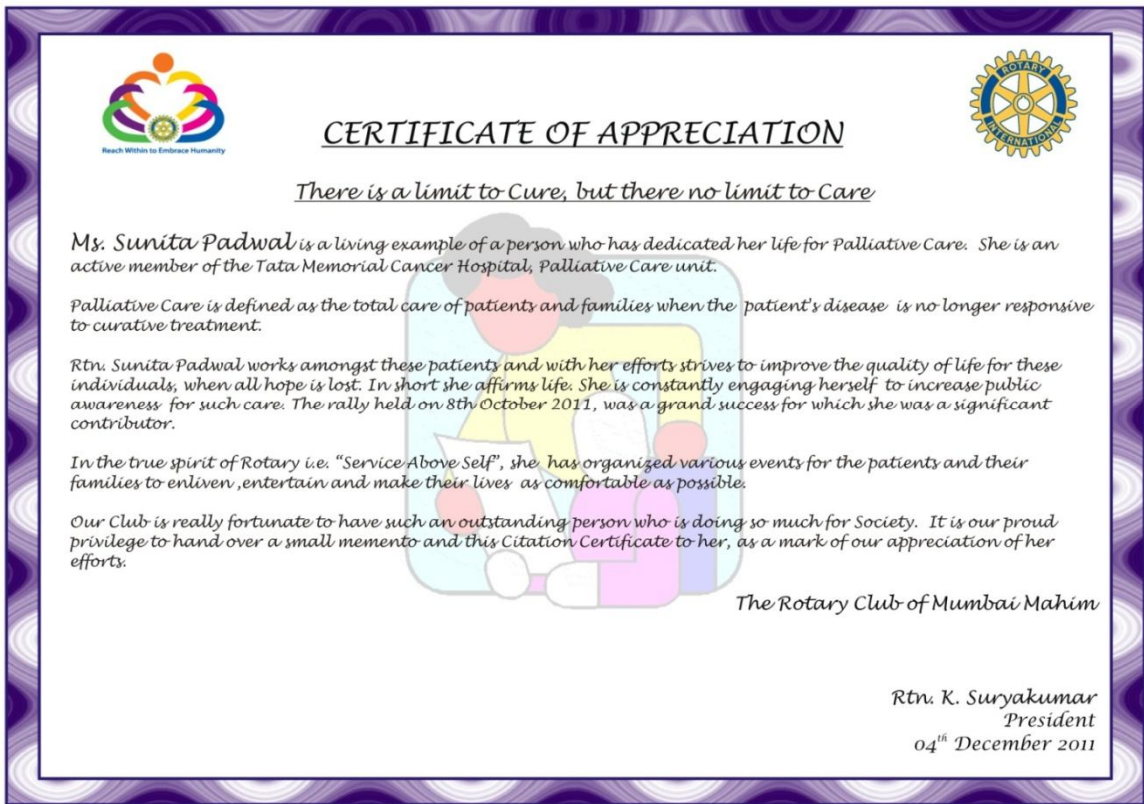 Reach Within to Embrace Humanity
ROTARY
INTERNATIONAL
CERTIFICATE OF APPRECIATION
There is a limit to Cure, but there no limit to Care
Ms. Sunita Padwal is a living example of a person who has dedicated her life for Palliative Care. She is an
active member of the Tata Memorial Cancer Hospital, Palliative Care unit.
Palliative Care is defined as the total care of patients and families when the patient's disease is no longer responsive
to curative treatment.
Rtn. Sunita Padwal works amongst these patients and with her efforts strives to improve the quality of life for these
individuals, when all hope is lost. In short she affirms life. She is constantly engaging herself to increase public
awareness for such care. The rally held on 8th October 2011, was a grand success for which she was a significant
contributor.
In the true spirit of Rotary i.e. “Service Above Self”, she has organized various events for the patients and their
families to enliven ,entertain and make their lives as comfortable as possible.
Our Club is really fortunate to have such an outstanding person who is doing so much for Society. It is our proud
privilege to hand over a small memento and this Citation Certificate to her, as a mark of our appreciation of her
efforts.
The Rotary Club of Mumbai Mahim
Rtn. K. Suryakumar
President
04th December 2011